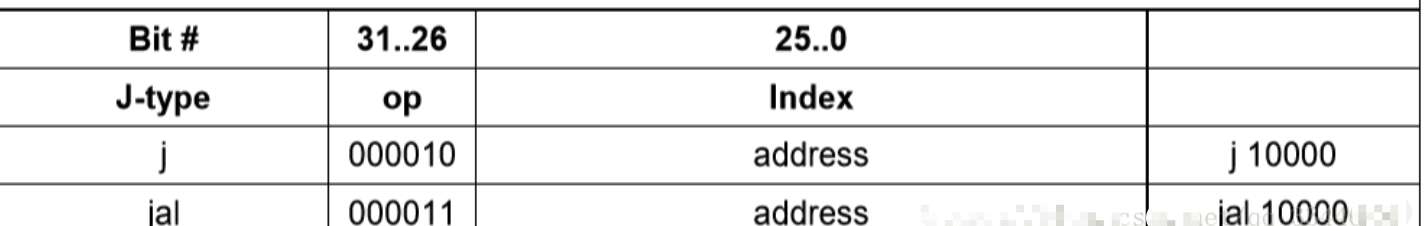 Bit # 31..26 25..0
J-type op Index
j 000010 address j 10000
jal 000011 address jal 10000